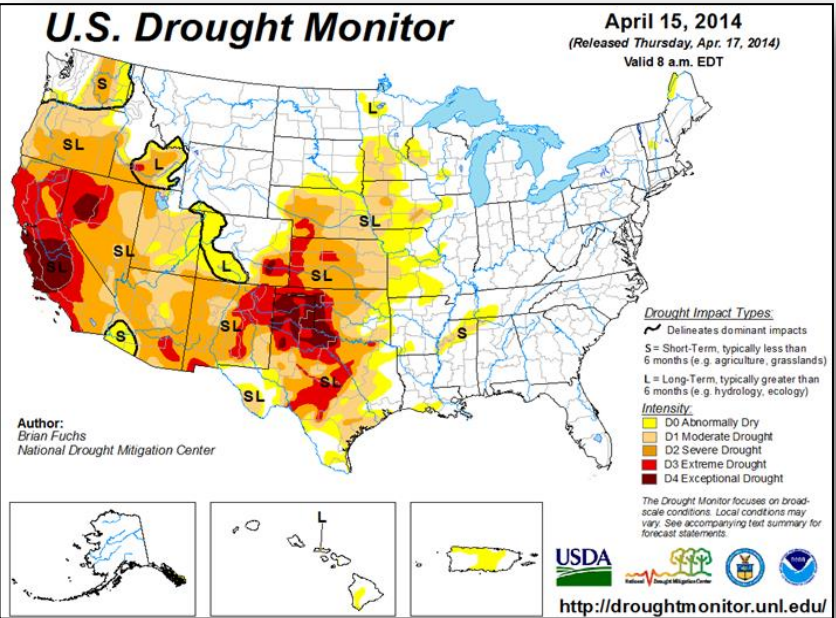 U.S. Drought Monitor
April 15, 2014
(Released Thursday, Apr. 17, 2014)
Valid 8 a.m. EDT
S
L
SL
L
SL
SL
SL
L
SL
S
SL
S
SL
SL
Drought Impact Types:
Delineates dominant impacts
S = Short-Term, typically less than
6 months (e.g. agriculture, grasslands)
L = Long-Term, typically greater than
6 months (e.g. hydrology, ecology)
Intensity:
D0 Abnormally Dry
D1 Moderate Drought
D2 Severe Drought
D3 Extreme Drought
D4 Exceptional Drought
Author:
Brian Fuchs
National Drought Mitigation Center
The Drought Monitor focuses on broad-
scale conditions. Local conditions may
vary. See accompanying text summary for
forecast statements.
L
USDA
National Drought Mitigation Center
http://droughtmonitor.unl.edu/